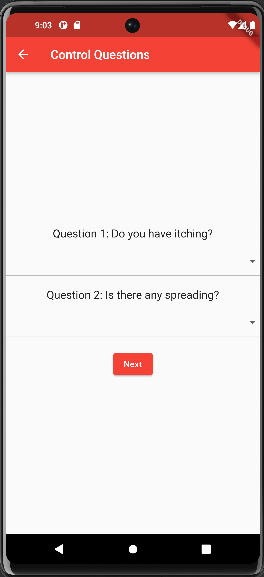 9:03
Control Questions
Question 1: Do you have itching?
Question 2: Is there any spreading?
Next